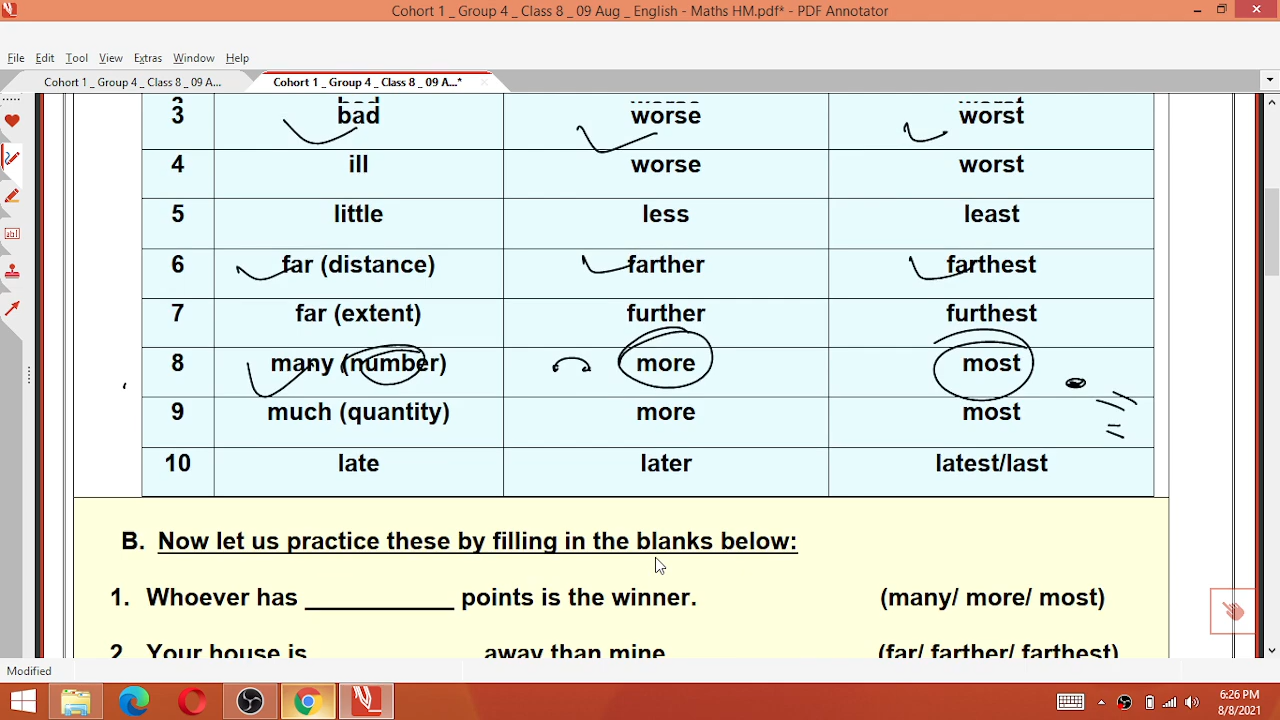 Cohort 1 _ Group 4 _ Class 8 _ 09 Aug _ English - Maths HM.pdf* - PDF Annotator
File Edit Tool View Extras Window Help
Cohort 1 _ Group 4 _ Class 8 _ 09 A... Cohort 1 _ Group 4 _ Class 8 _ 09 A...*
3 bad worse worst
4 ill worse worst
5 little less least
6 far (distance) farther farthest
7 far (extent) further furthest
8 many (number) more most
9 much (quantity) more most
10 late later latest/last
B. Now let us practice these by filling in the blanks below:
1. Whoever has ___________ points is the winner. (many/ more/ most)
2 Your house is away than mine (far/ farther/ farthest)
Modified
6:26 PM
8/8/2021